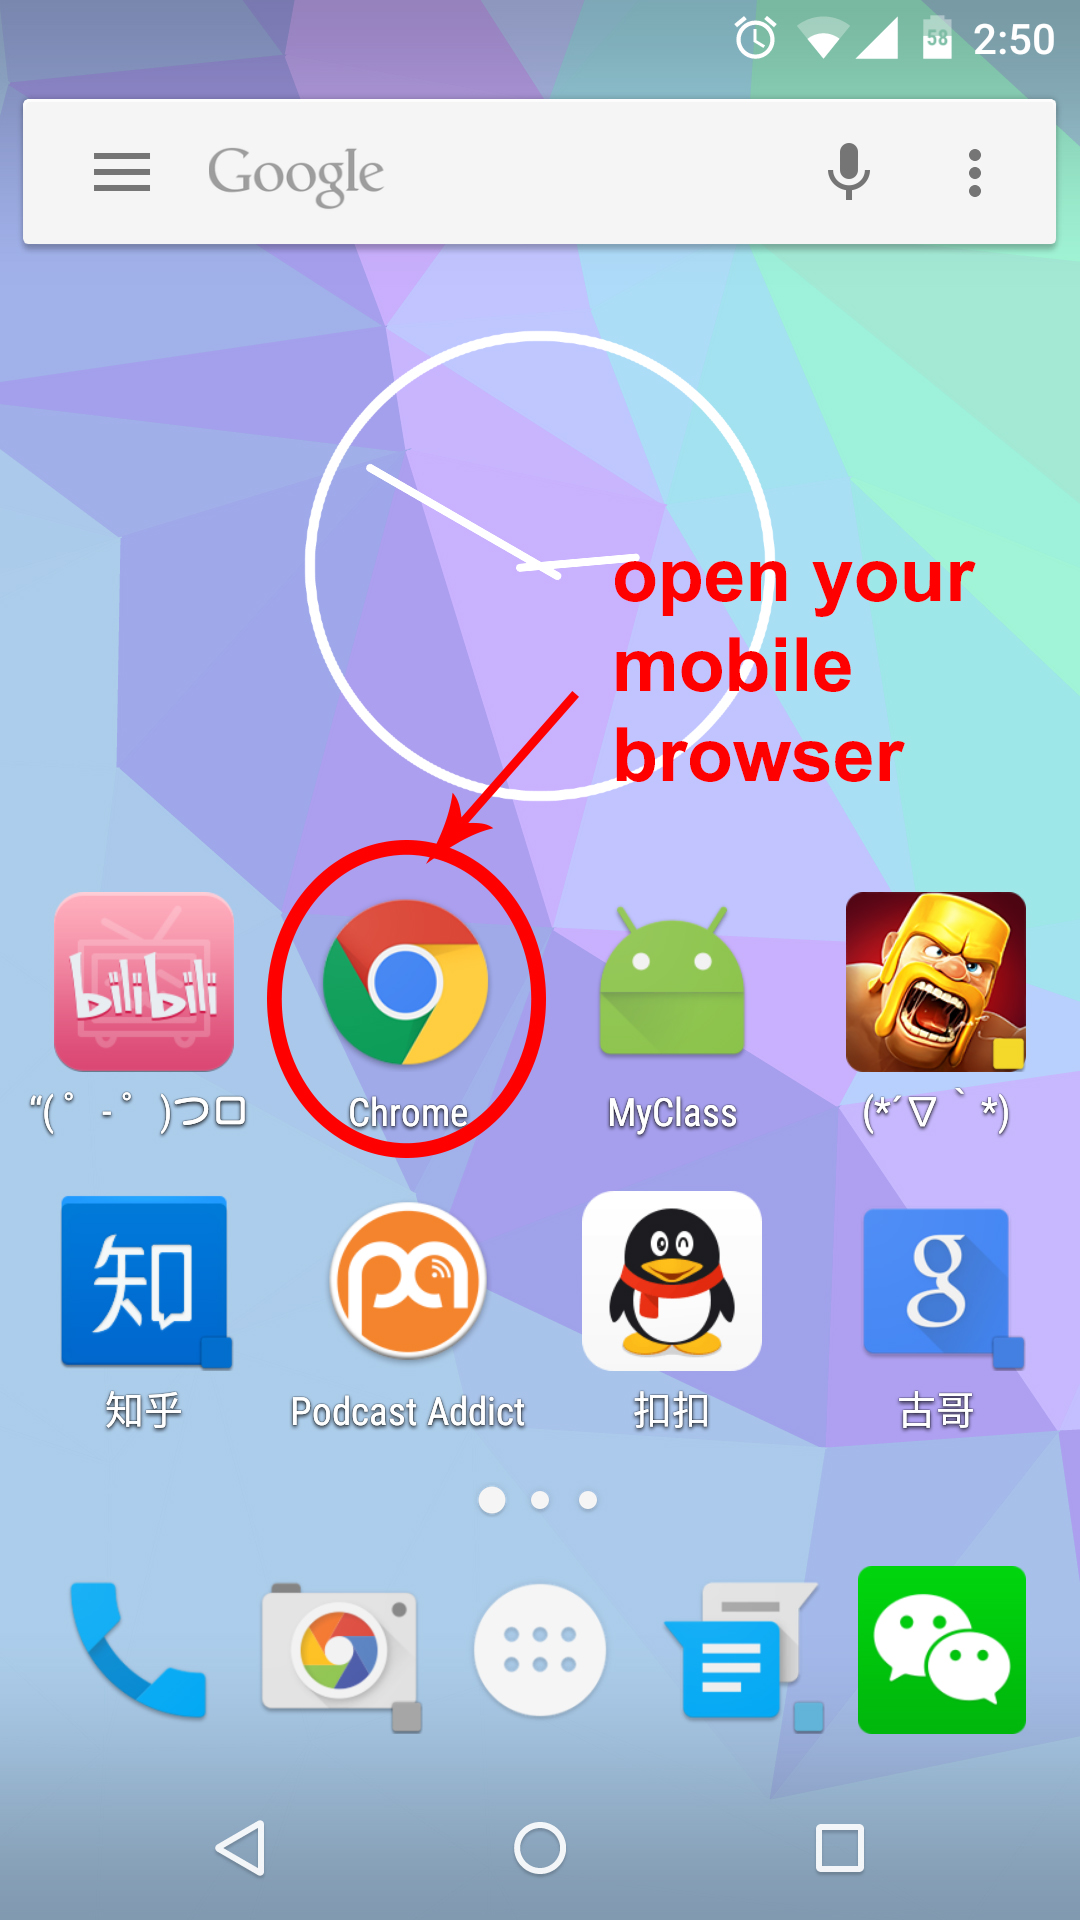 58 2:50
Google
open your
mobile
browser
bilibili
“( ゜- ゜)つロ
Chrome
MyClass
(*´∇｀*)
知
g
知乎
Podcast Addict
扣扣
古哥